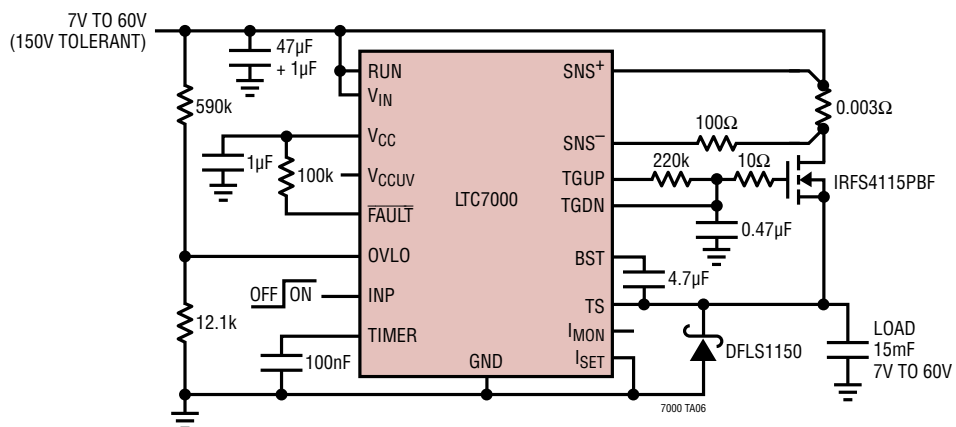 7V TO 60V
(150V TOLERANT)
47µF
+ 1µF
590k
RUN
VIN
VCC
1µF
100k
VCCUV
FAULT
OVLO
OFF ON
INP
12.1k
TIMER
100nF
GND
LTC7000
SNS+
0.003Ω
100Ω
SNS–
220k
10Ω
TGUP
IRFS4115PBF
TGDN
0.47µF
BST
4.7µF
TS
IMON
ISET
DFLS1150
LOAD
15mF
7V TO 60V
7000 TA06